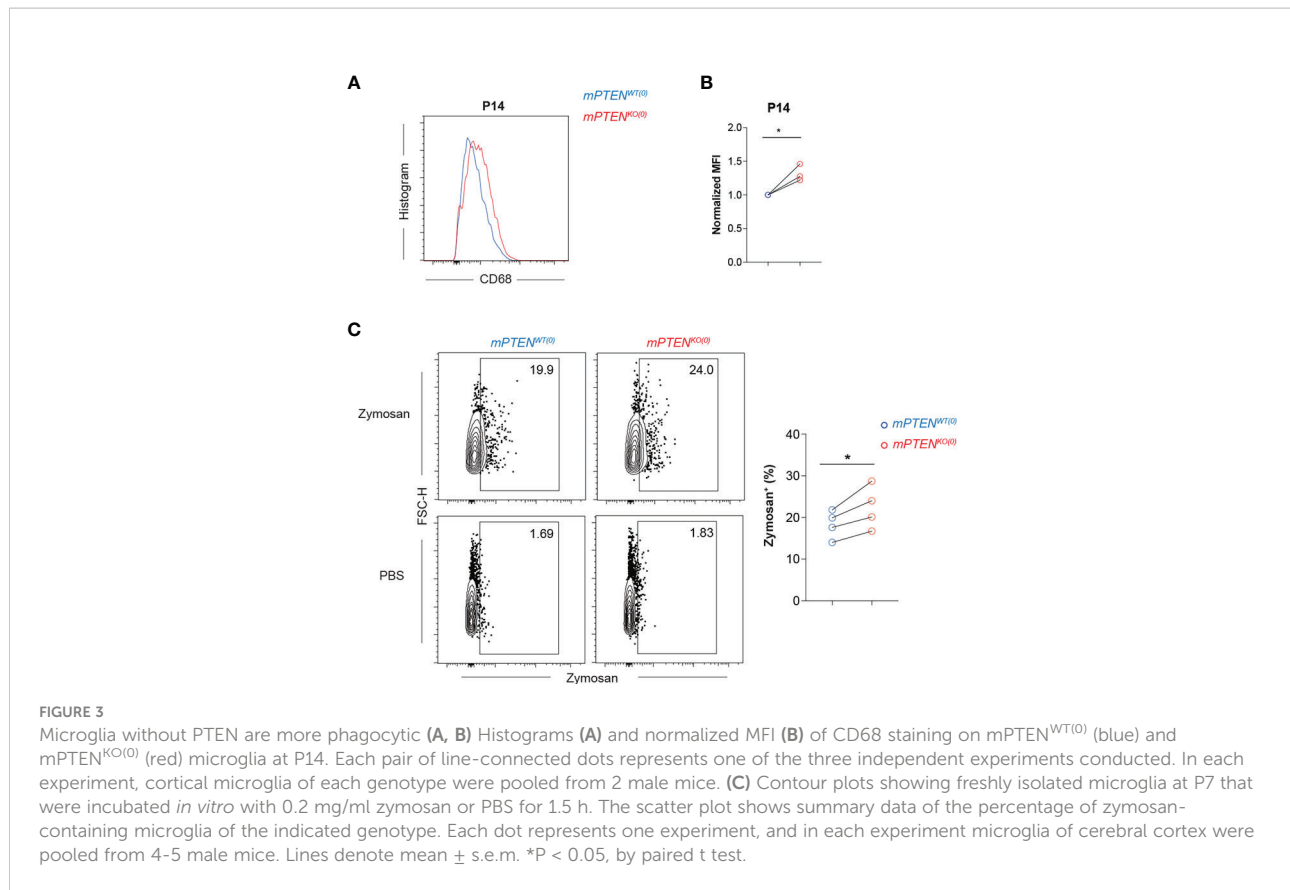 A
P14
mPTENWT(0)
mPTENKO(0)
Histogram
CD68
B
P14
2.0
*
1.5
1.0
0.5
0.0
Normalized MFI
C
mPTENWT(0)
mPTENKO(0)
Zymosan
19.9
24.0
FSC-H
PBS
1.69
1.83
Zymosan
mPTENWT(0)
mPTENKO(0)
40
*
30
20
10
0
Zymosan+ (%)
FIGURE 3
Microglia without PTEN are more phagocytic (A, B) Histograms (A) and normalized MFI (B) of CD68 staining on mPTENWT(0) (blue) and
mPTENKO(0) (red) microglia at P14. Each pair of line-connected dots represents one of the three independent experiments conducted. In each
experiment, cortical microglia of each genotype were pooled from 2 male mice. (C) Contour plots showing freshly isolated microglia at P7 that
were incubated in vitro with 0.2 mg/ml zymosan or PBS for 1.5 h. The scatter plot shows summary data of the percentage of zymosan-
containing microglia of the indicated genotype. Each dot represents one experiment, and in each experiment microglia of cerebral cortex were
pooled from 4-5 male mice. Lines denote mean ± s.e.m. *P < 0.05, by paired t test.